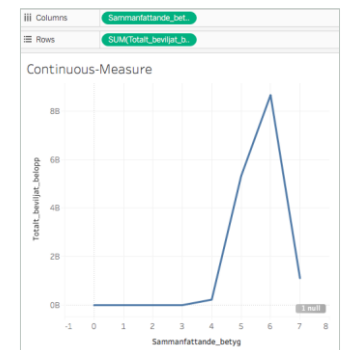 Columns
Sammanfattande_bet..
Rows
SUM(Totalt_beviljat_b..
Continuous-Measure
8B
6B
4B
2B
0B
Totalt_beviljat_belopp
1 null
-1 0 1 2 3 4 5 6 7 8
Sammanfattande_betyg